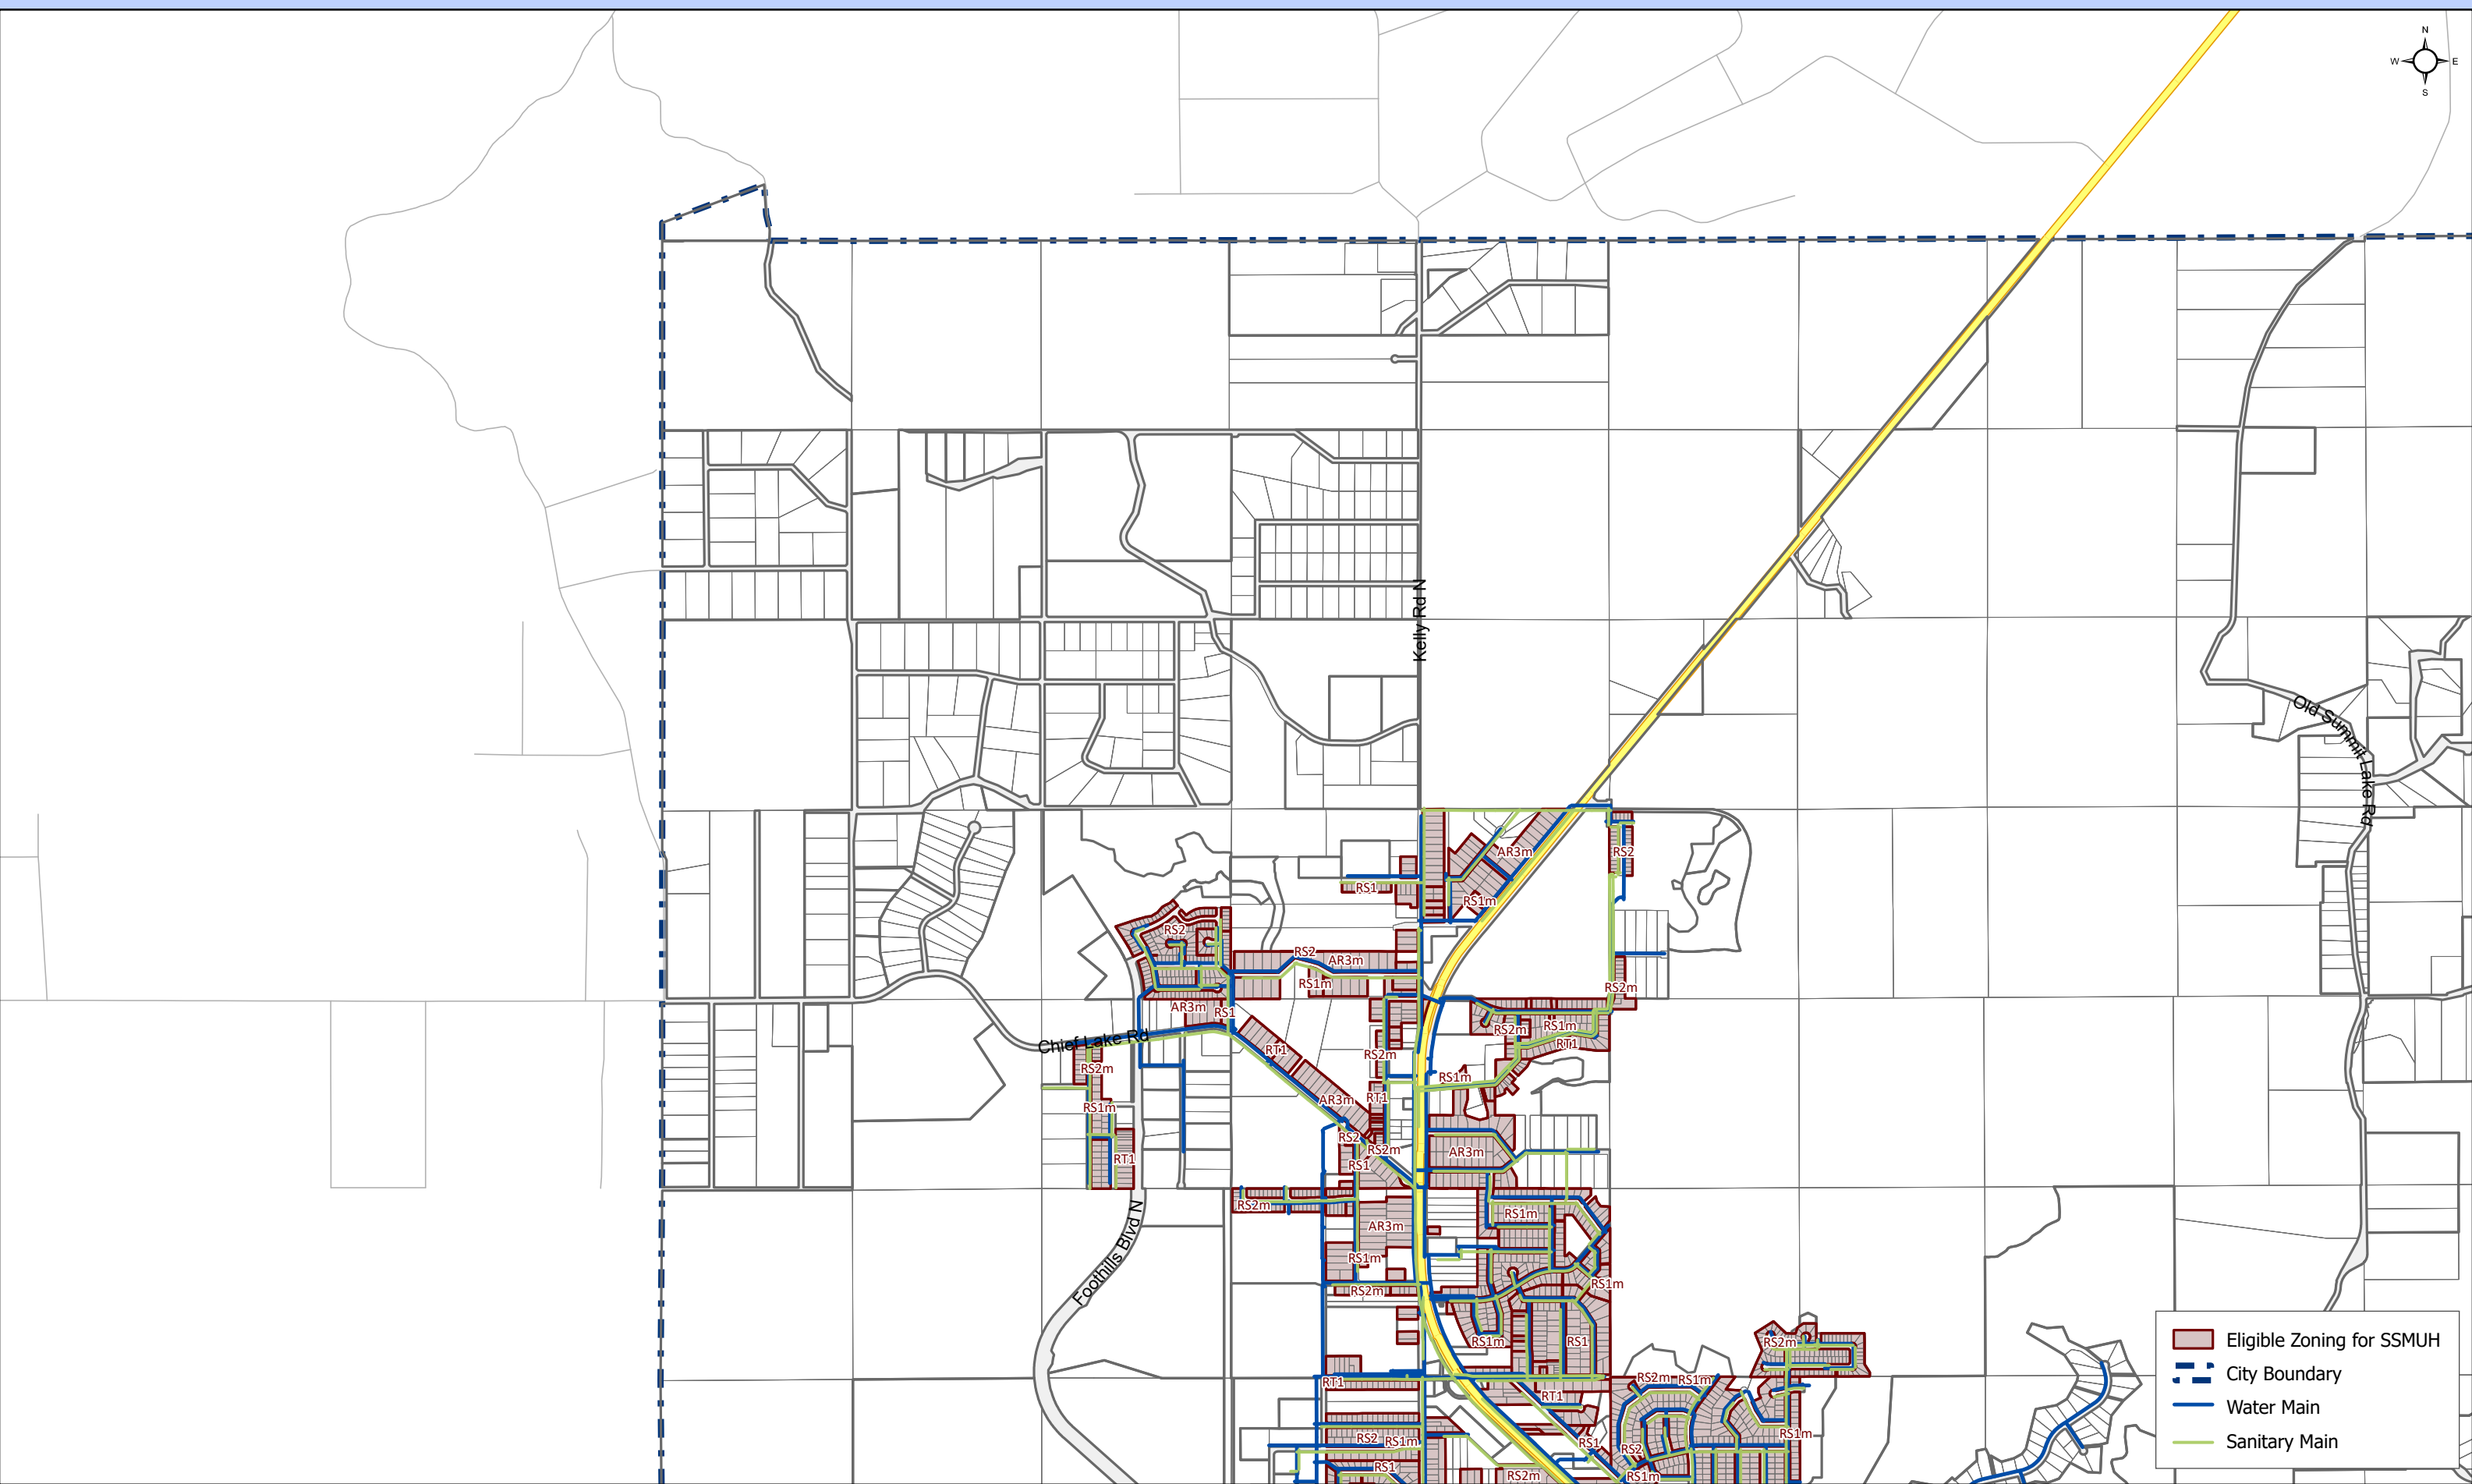 N
W E
S
Kelly Rd N
Old Summit Lake Rd
AR3m
RS2
RS1
RS1m
RS2
RS2
AR3m
RS1m
RS2m
AR3m
RS1
RS2m
RS1m
Chief Lake Rd
RT1
RS2m
RT1
RS2m
RS1m
AR3m
RT1
RS1m
RS2
RS2m
AR3m
RS1
RT1
RS2m
RS1m
AR3m
Foothills Blvd N
RS1m
RS1m
RS2m
RS1m
RS1
RS2m
RT1
RS2m
RS1m
RT1
RS2
RS1m
RS1
RS2
RS1m
RS1
RS2m
RS1m
Eligible Zoning for SSMUH
City Boundary
Water Main
Sanitary Main